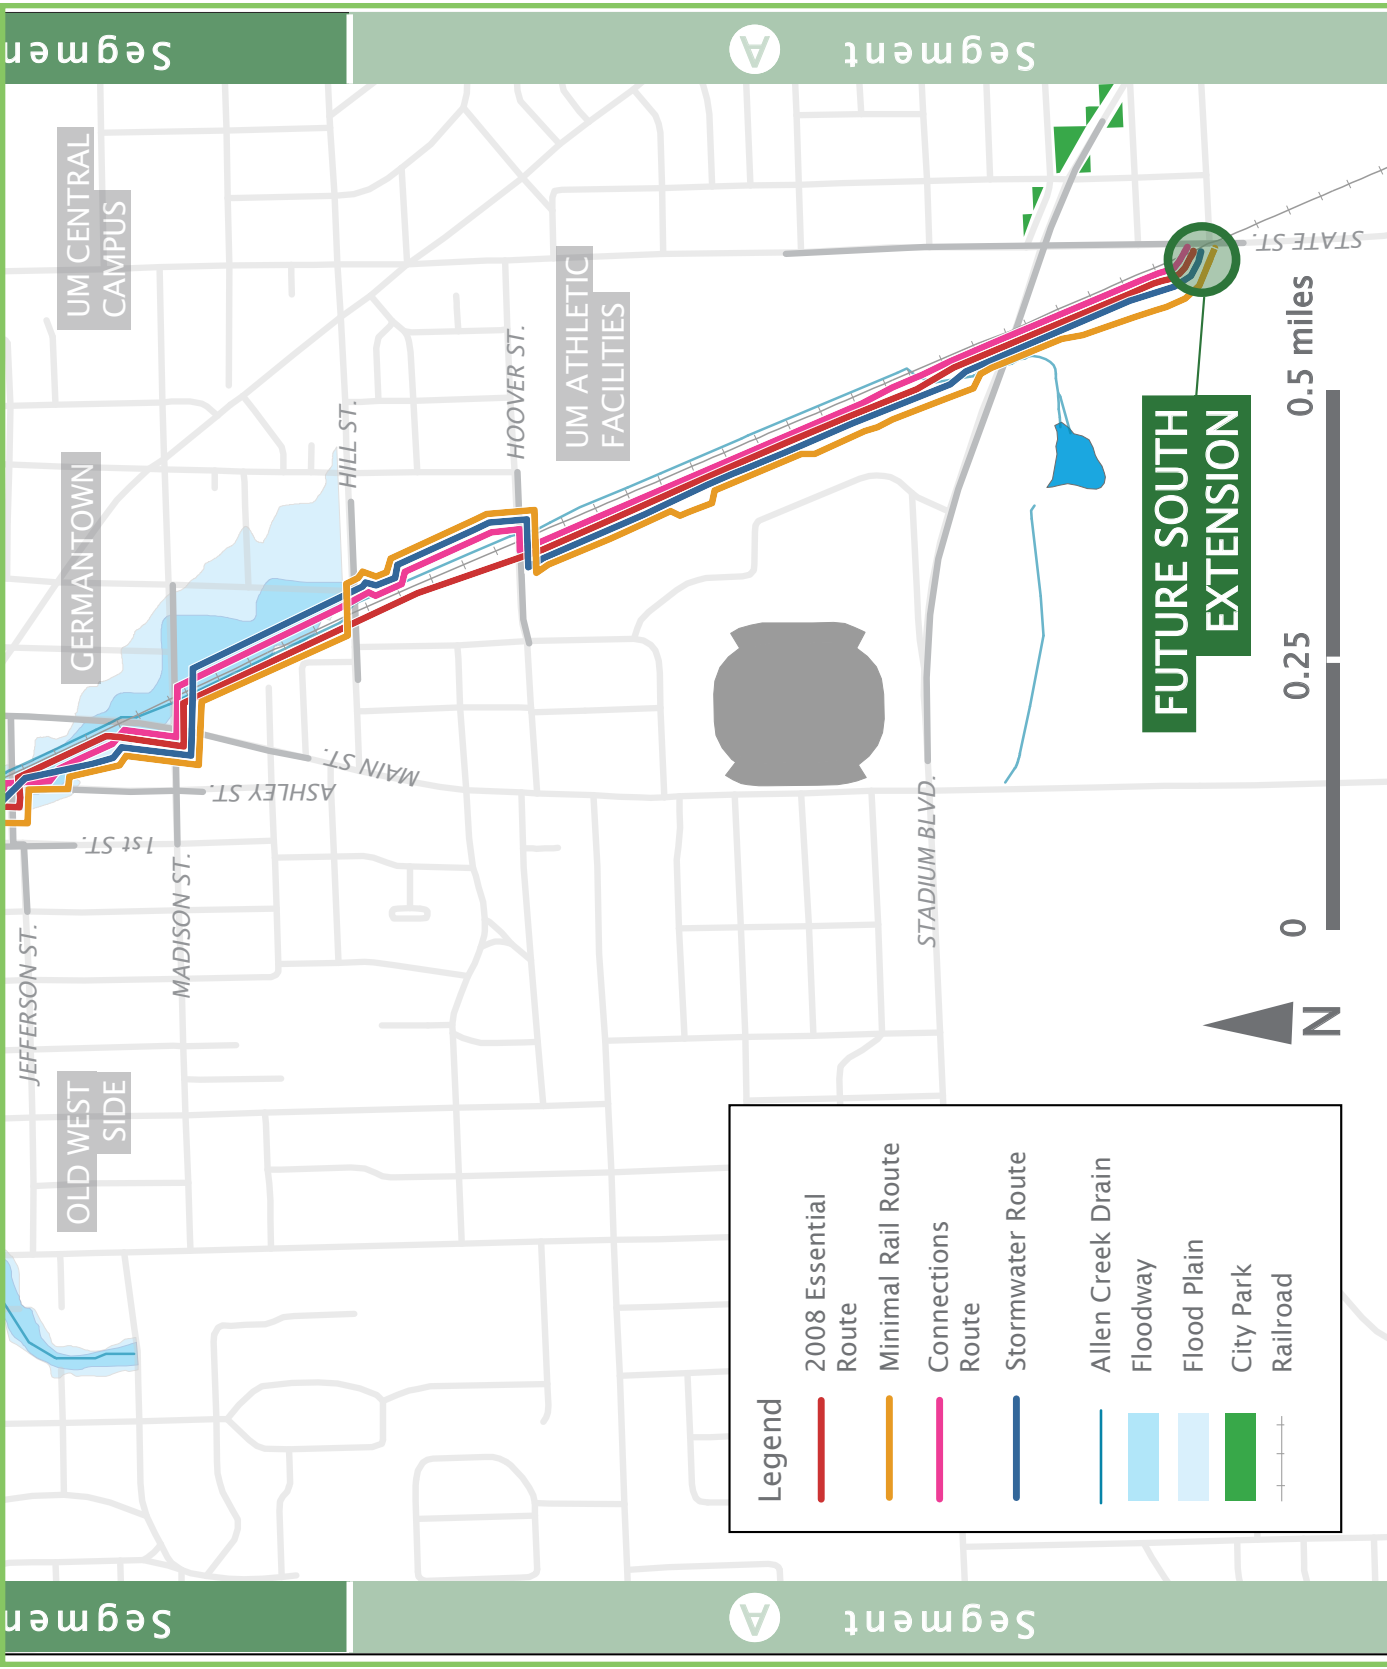 Segmen
Segment
A
UM CENTRAL
CAMPUS
GERMANTOWN
OLD WEST
SIDE
UM ATHLETIC
FACILITIES
HILL ST.
HOOVER ST.
STATE ST.
MAIN ST.
ASHLEY ST.
1st ST.
MADISON ST.
JEFFERSON ST.
STADIUM BLVD.
FUTURE SOUTH
EXTENSION
0
0.25
0.5 miles
N
Legend
2008 Essential
Route
Minimal Rail Route
Connections
Route
Stormwater Route
Allen Creek Drain
Floodway
Flood Plain
City Park
Railroad
Segmen
Segment
A